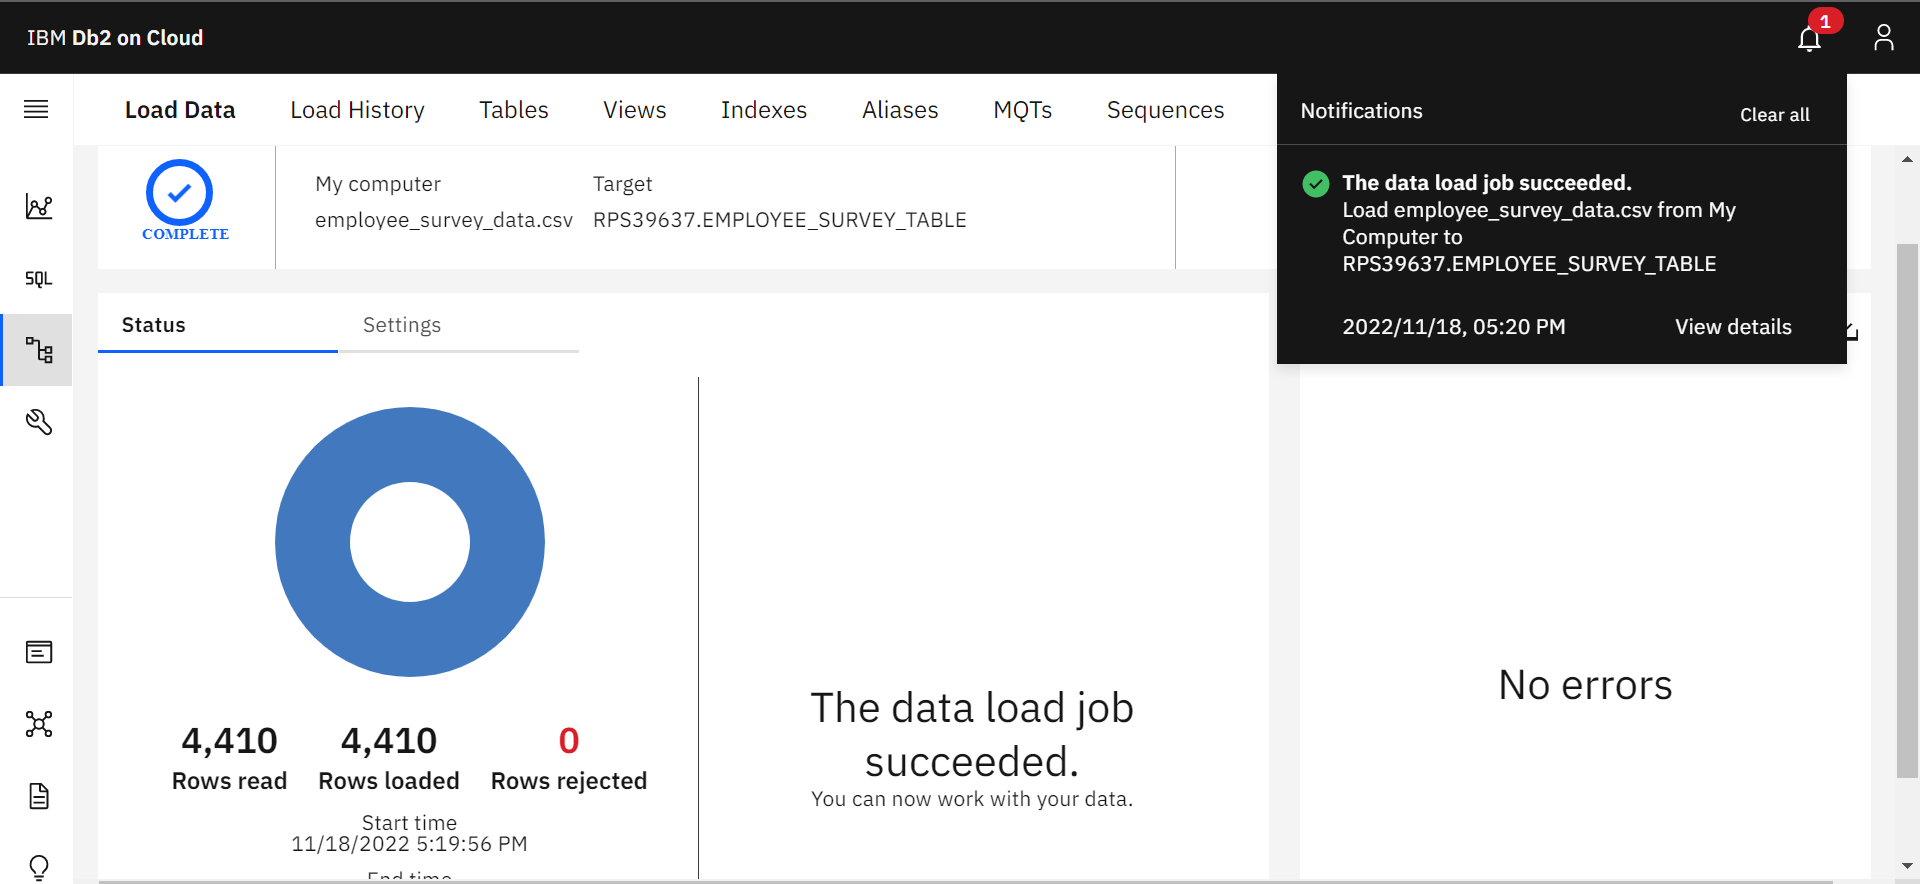 IBM Db2 on Cloud
1
Load Data Load History Tables Views Indexes Aliases MQTs Sequences
Notifications
Clear all
My computer
employee_survey_data.csv
Target
RPS39637.EMPLOYEE_SURVEY_TABLE
COMPLETE
The data load job succeeded.
Load employee_survey_data.csv from My
Computer to
RPS39637.EMPLOYEE_SURVEY_TABLE
2022/11/18, 05:20 PM View details
SQL
Status Settings
4,410
Rows read
4,410
Rows loaded
0
Rows rejected
Start time
11/18/2022 5:19:56 PM
End time
The data load job
succeeded.
You can now work with your data.
No errors